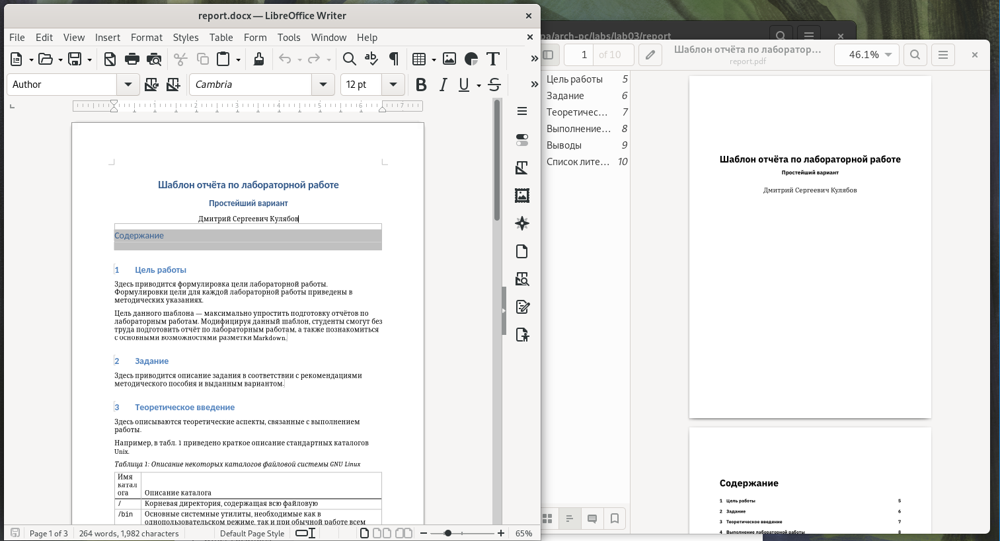 report.docx — LibreOffice Writer
File Edit View Insert Format Styles Table Form Tools Window Help
Author
Cambria
12 pt
1 2 3 4 5 6 7
Шаблон отчёта по лабораторной работе
Простейший вариант
Дмитрий Сергеевич Кулябов
Содержание
1 Цель работы
Здесь приводится формулировка цели лабораторной работы.
Формулировки цели для каждой лабораторной работы приведены в
методических указаниях.
Цель данного шаблона — максимально упростить подготовку отчётов по
лабораторным работам. Модифицируя данный шаблон, студенты смогут без
труда подготовить отчёт по лабораторным работам, а также познакомиться
с основными возможностями разметки Markdown.
2 Задание
Здесь приводится описание задания в соответствии с рекомендациями
методического пособия и выданным вариантом.
3 Теоретическое введение
Здесь описываются теоретические аспекты, связанные с выполнением
работы.
Например, в табл. 1 приведено краткое описание стандартных каталогов
Unix.
Таблица 1: Описание некоторых каталогов файловой системы GNU Linux
Имя
катал
ога
Описание каталога
/ Корневая директория, содержащая всю файловую
/bin Основные системные утилиты, необходимые как в
однопользовательском режиме, так и при обычной работе всем
Page 1 of 3 264 words, 1,982 characters Default Page Style 65%
pa/arch-pc/labs/lab03/report
1 of 10
Шаблон отчёта по лаборатор…
report.pdf
46.1%
Цель работы 5
Задание 6
Теоретичес… 7
Выполнение… 8
Выводы 9
Список лите… 10
Шаблон отчёта по лабораторной работе
Простейший вариант
Дмитрий Сергеевич Кулябов
Содержание
1 Цель работы 5
2 Задание 6
3 Теоретическое введение 7
4 Выполнение лабораторной работы 8